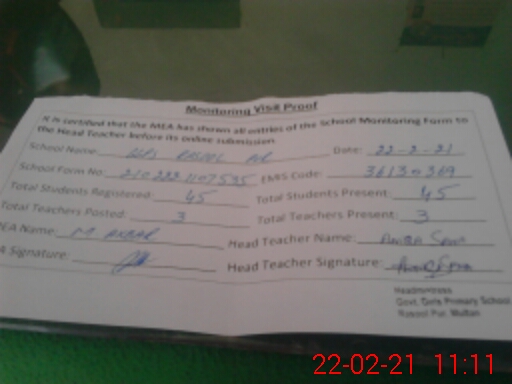 Monitoring Visit Proof
It is certified that the MEA has shown all entries of the School Monitoring Form to
the Head Teacher before its online submission
School Name: Date: 22-2-21
School Form No: EMIS Code: 36130369
Total Students Registered: 45 Total Students Present: 45
Total Teachers Posted: 3 Total Teachers Present: 3
EA Name: M AKBAR Head Teacher Name:
A Signature: Head Teacher Signature:
Headmistress
Govt. Girls Primary School
Rasool Pur, Multan
22-02-21 11:11